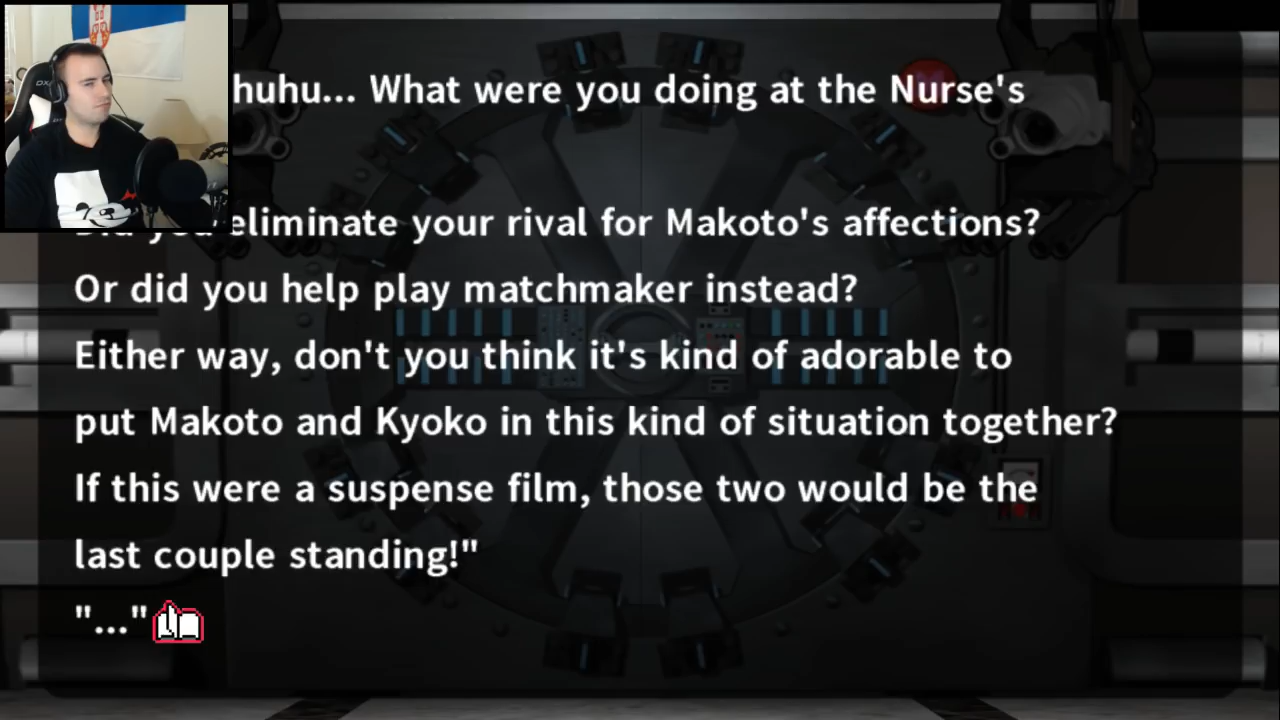 huhu... What were you doing at the Nurse's
eliminate your rival for Makoto's affections?
Or did you help play matchmaker instead?
Either way, don't you think it's kind of adorable to
put Makoto and Kyoko in this kind of situation together?
If this were a suspense film, those two would be the
last couple standing!"
"..."